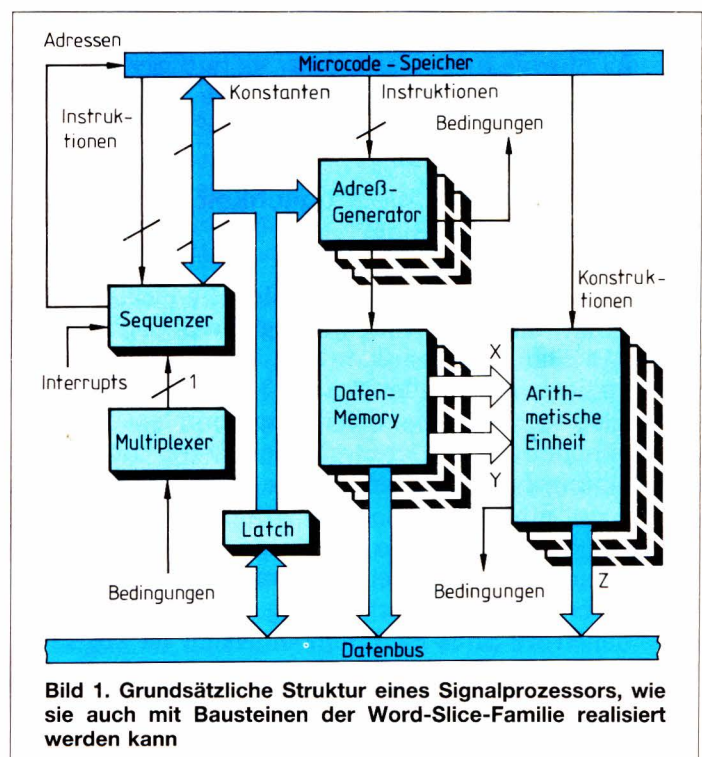 Adressen
Microcode - Speicher
Instruk-
tionen
Konstanten
Instruktionen
Bedingungen
Adreß-
Generator
Konstruk-
tionen
Sequenzer
Interrupts
1
Multiplexer
Daten-
Memory
X
Y
Arith-
metische
Einheit
Latch
Bedingungen
Bedingungen
Z
Datenbus
Bild 1. Grundsätzliche Struktur eines Signalprozessors, wie
sie auch mit Bausteinen der Word-Slice-Familie realisiert
werden kann